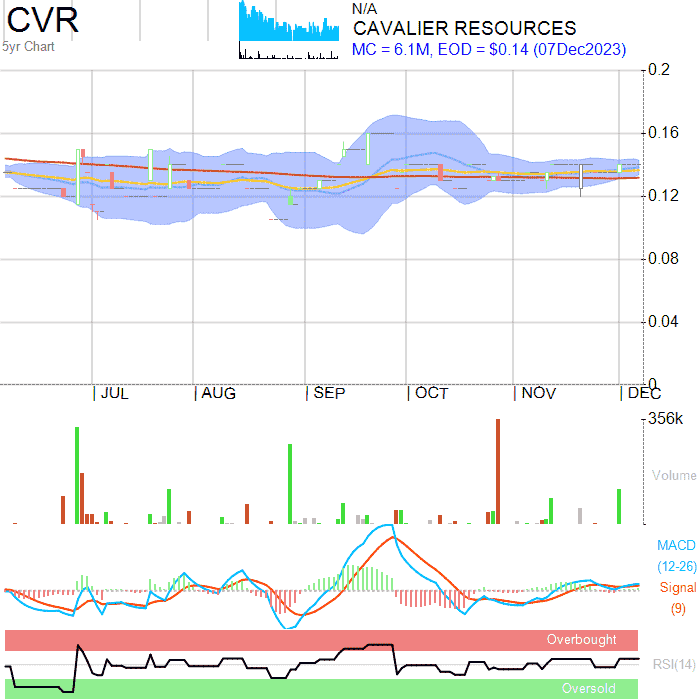 CVR
5yr Chart
N/A
CAVALIER RESOURCES
MC = 6.1M, EOD = $0.14 (07Dec2023)
0.2
0.16
0.12
0.08
0.04
0
JUL AUG SEP OCT NOV DEC
356k
Volume
MACD
(12-26)
Signal
(9)
Overbought
RSI(14)
Oversold